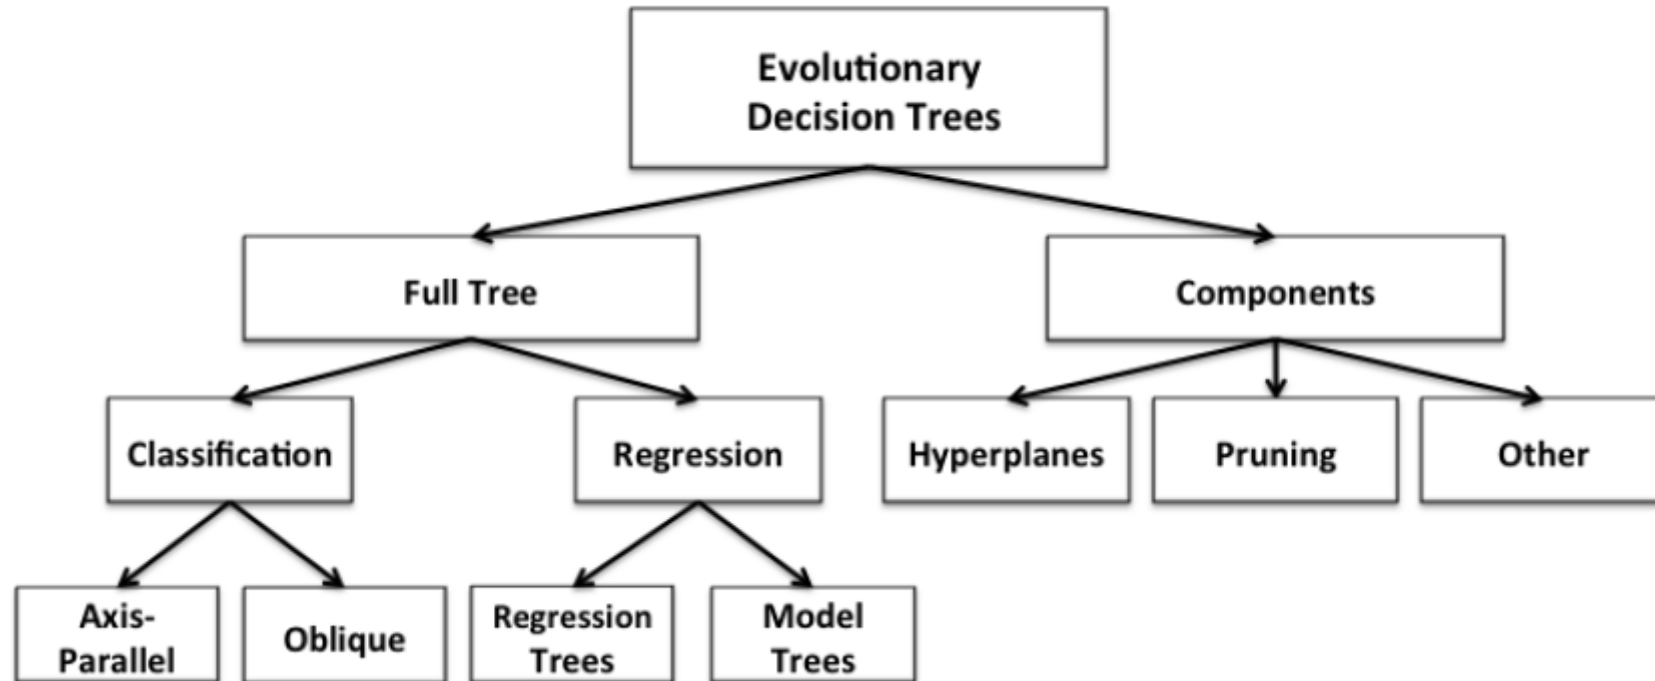 Evolutionary
Decision Trees
Full Tree
Components
Classification
Regression
Hyperplanes
Pruning
Other
Axis-
Parallel
Oblique
Regression
Trees
Model
Trees